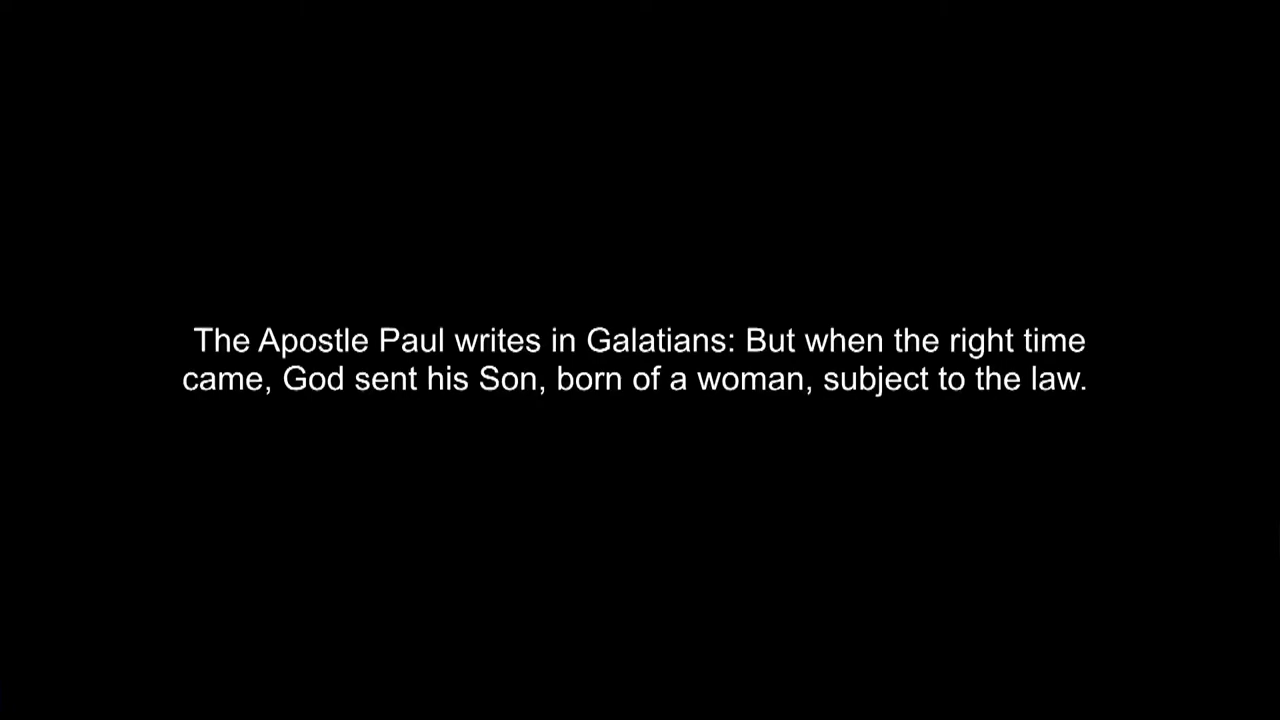 The Apostle Paul writes in Galatians: But when the right time
came, God sent his Son, born of a woman, subject to the law.